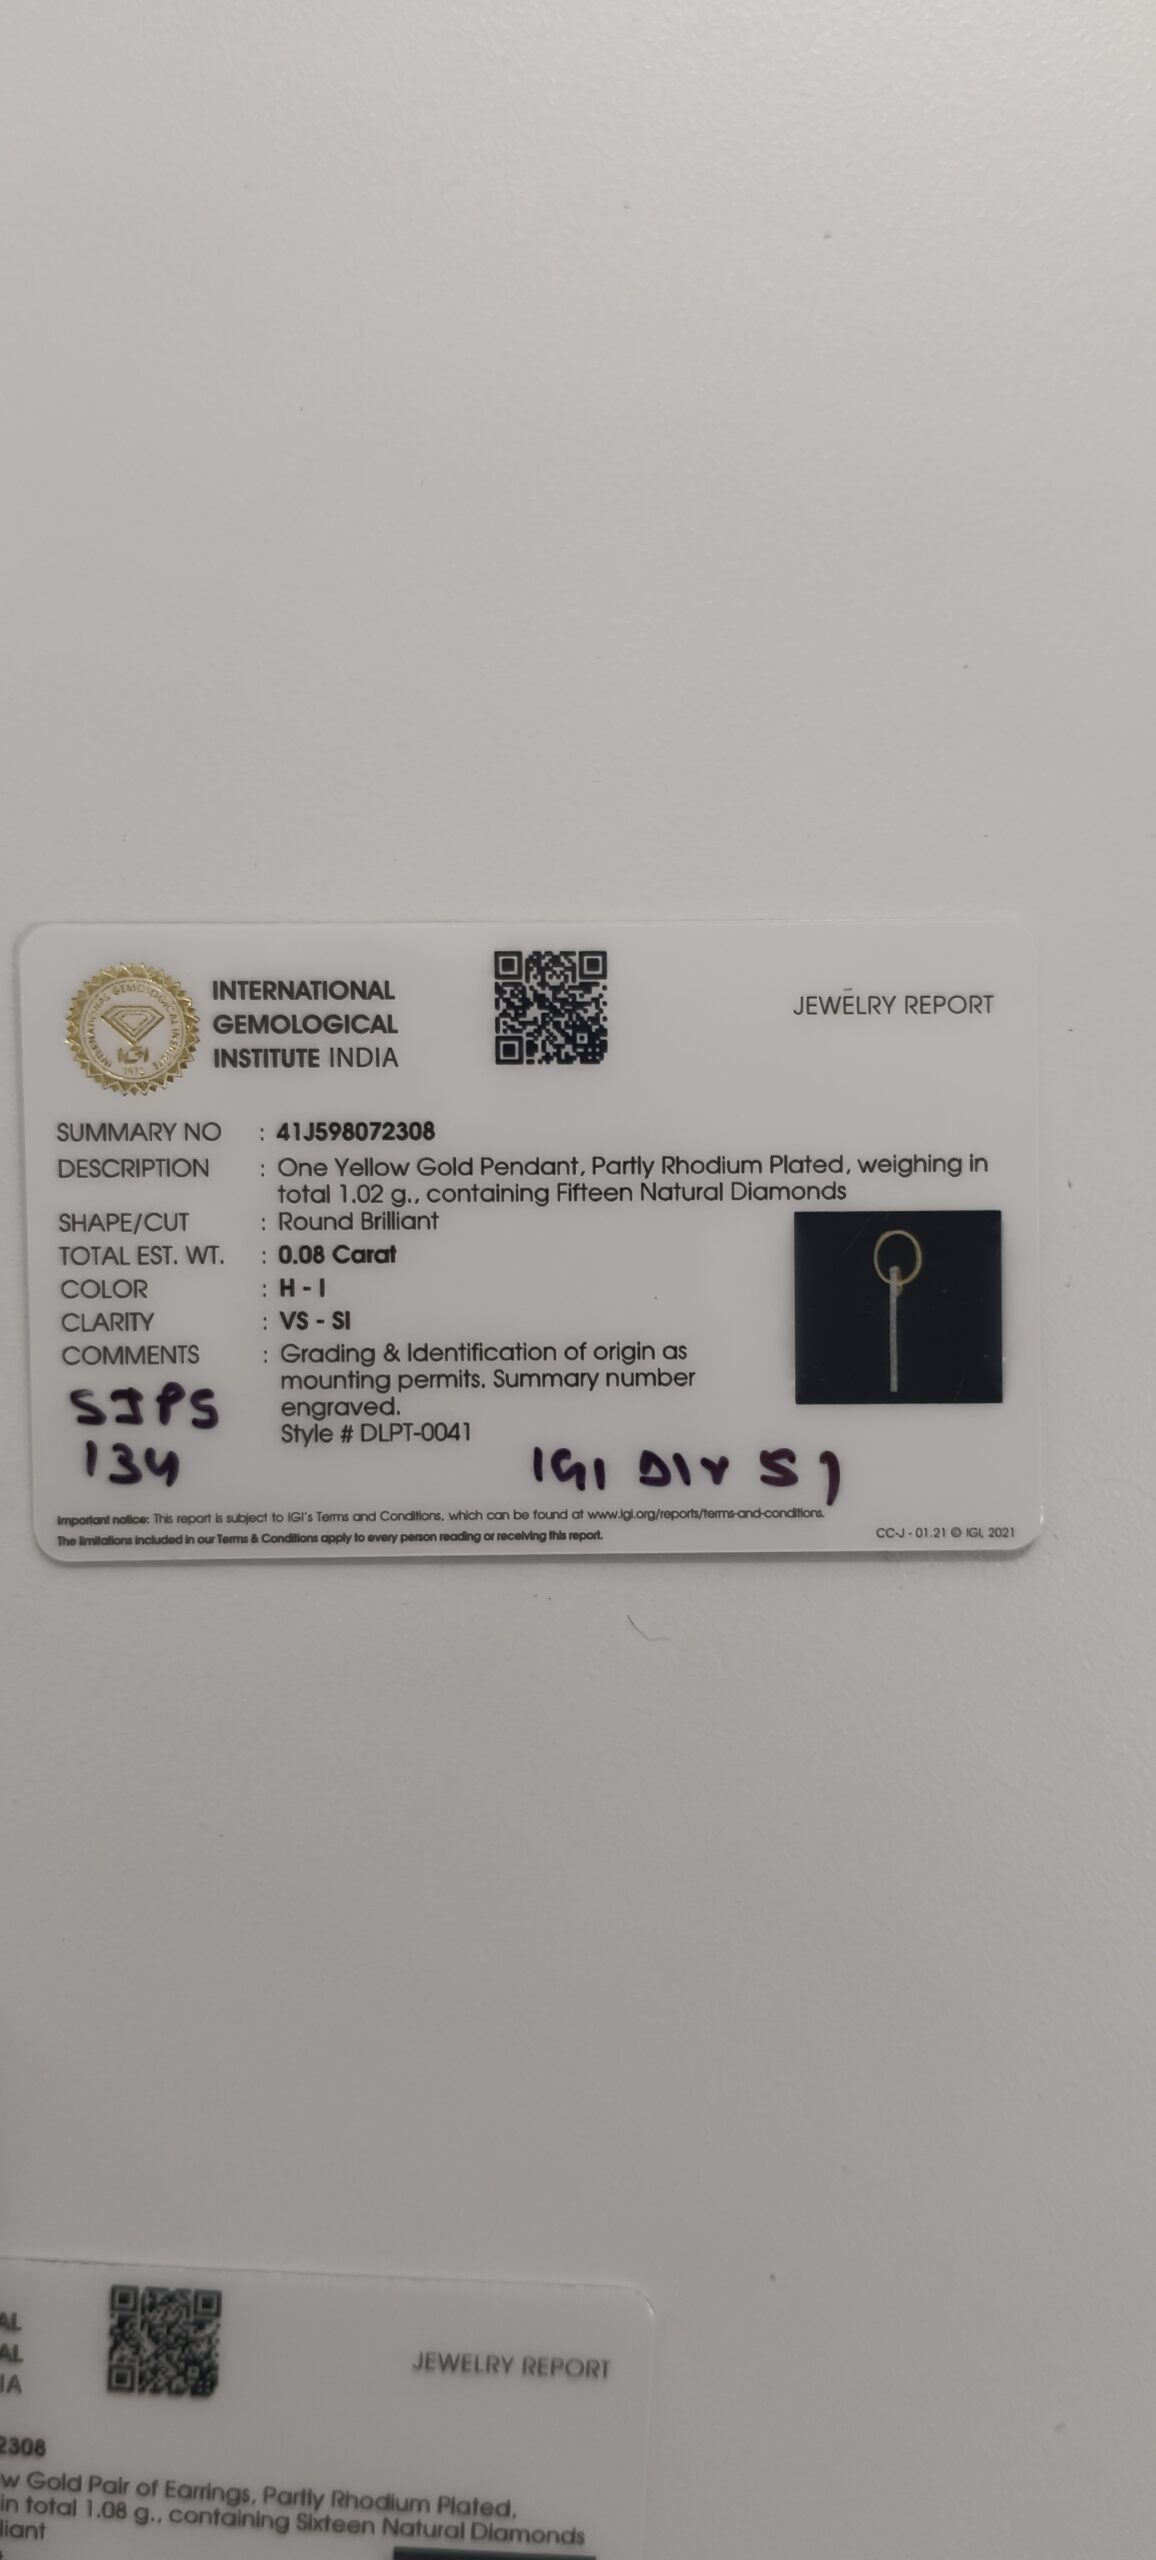 INTERNATIONAL
GEMOLOGICAL
INSTITUTE INDIA
IGI
JEWELRY REPORT
SUMMARY NO : 41J598072308
DESCRIPTION : One Yellow Gold Pendant, Partly Rhodium Plated, weighing in
total 1.02 g., containing Fifteen Natural Diamonds
SHAPE/CUT : Round Brilliant
TOTAL EST. WT. : 0.08 Carat
COLOR : H - I
CLARITY : VS - SI
COMMENTS : Grading & Identification of origin as
mounting permits. Summary number
engraved.
Style # DLPT-0041
SJPS
134
IGI DIV
Important notice: This report is subject to IGI's Terms and Conditions, which can be found at www.igi.org/reports/terms-and-conditions.
The limitations included in our Terms & Conditions apply to every person reading or receiving this report.
CC-J - 01.21 © IGI, 2021
AL
AL
IA
JEWELRY REPORT
2308
w Gold Pair of Earrings, Partly Rhodium Plated,
in total 1.08 g., containing Sixteen Natural Diamonds
liant